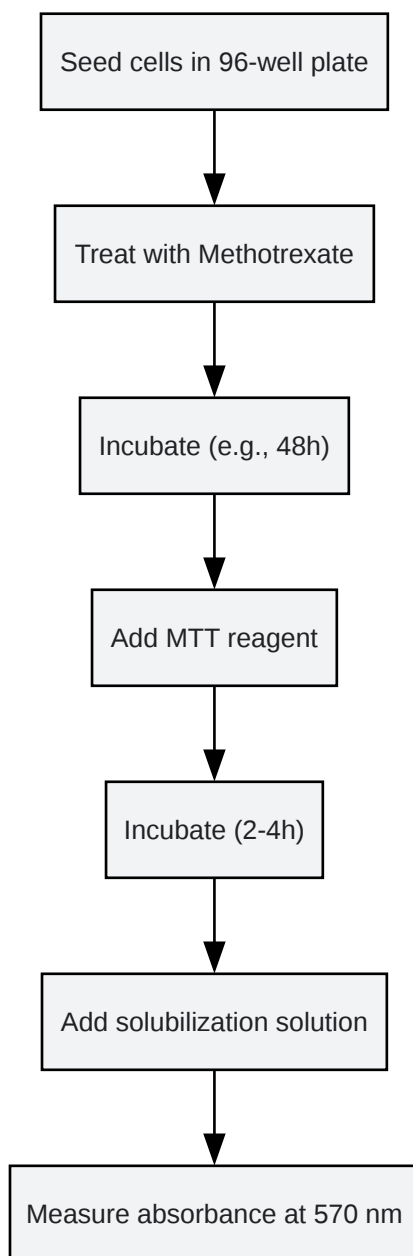 Seed cells in 96-well plate
Treat with Methotrexate
Incubate (e.g., 48h)
Add MTT reagent
Incubate (2-4h)
Add solubilization solution
Measure absorbance at 570 nm